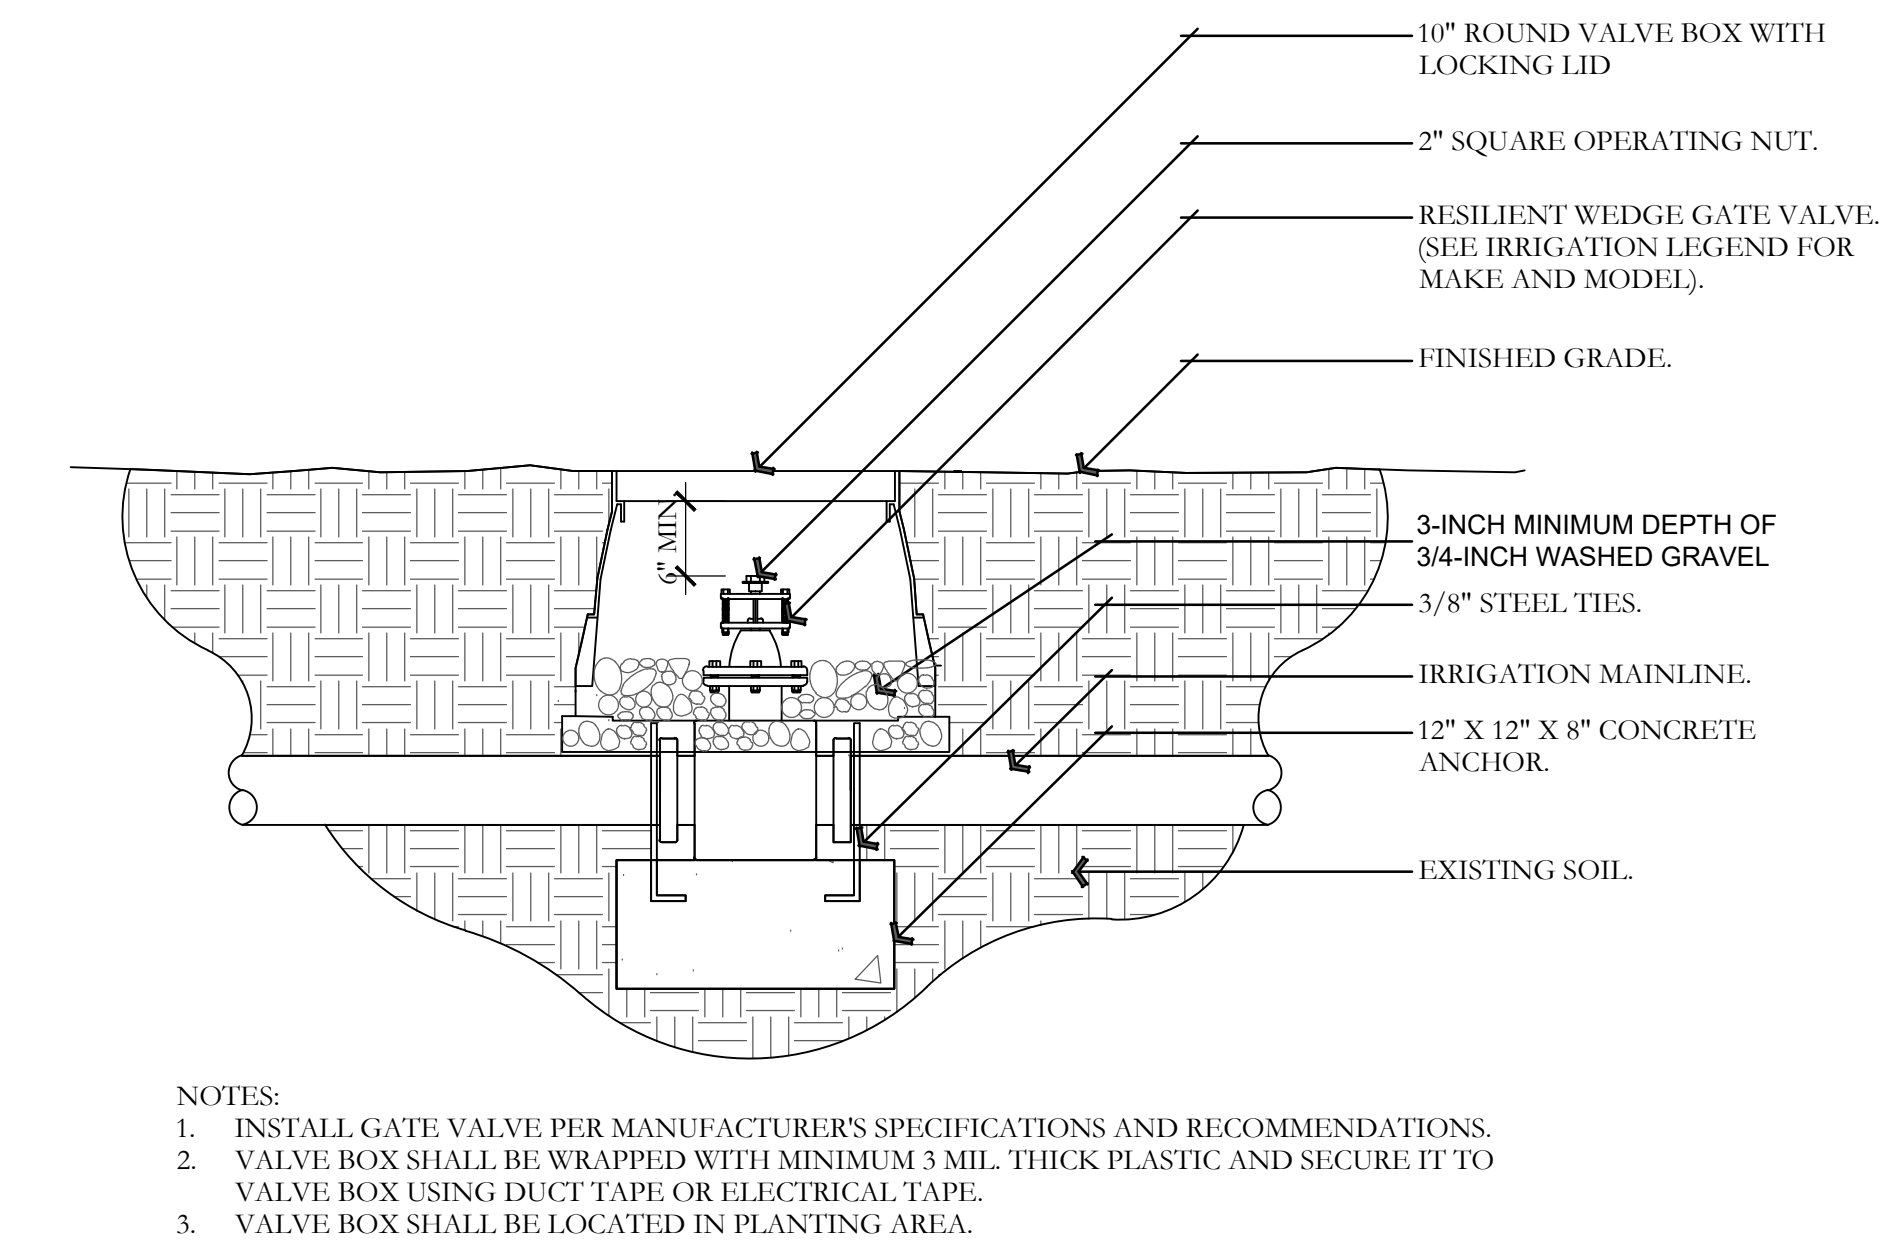 10" ROUND VALVE BOX WITH
LOCKING LID
2" SQUARE OPERATING NUT.
RESILIENT WEDGE GATE VALVE.
(SEE IRRIGATION LEGEND FOR
MAKE AND MODEL).
FINISHED GRADE.
6" MIN
3-INCH MINIMUM DEPTH OF
3/4-INCH WASHED GRAVEL
3/8" STEEL TIES.
IRRIGATION MAINLINE.
12" X 12" X 8" CONCRETE
ANCHOR.
EXISTING SOIL.
NOTES:
1. INSTALL GATE VALVE PER MANUFACTURER'S SPECIFICATIONS AND RECOMMENDATIONS.
2. VALVE BOX SHALL BE WRAPPED WITH MINIMUM 3 MIL. THICK PLASTIC AND SECURE IT TO
VALVE BOX USING DUCT TAPE OR ELECTRICAL TAPE.
3. VALVE BOX SHALL BE LOCATED IN PLANTING AREA.